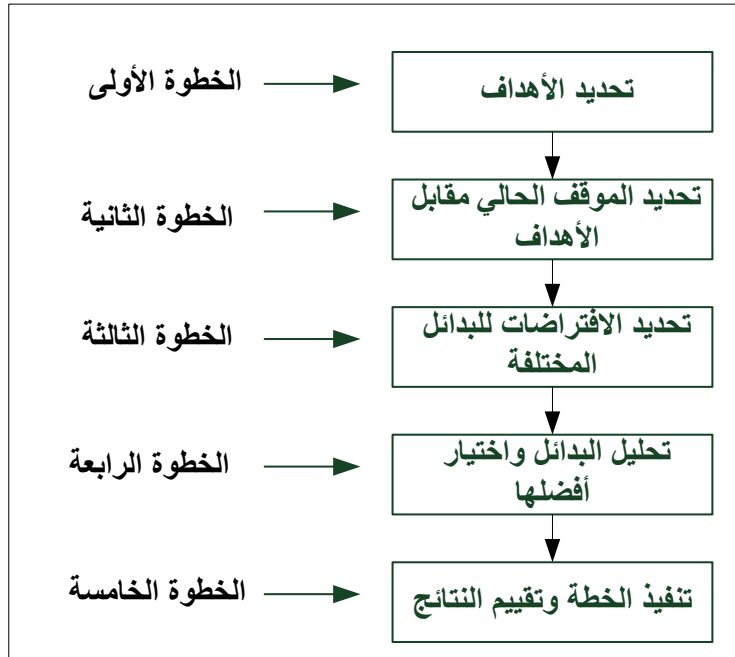 الخطوة الأولى
تحديد الأهداف
الخطوة الثانية
تحديد الموقف الحالي مقابل
الأهداف
الخطوة الثالثة
تحديد الافتراضات للبدائل
المختلفة
الخطوة الرابعة
تحليل البدائل واختيار
أفضلها
الخطوة الخامسة
تنفيذ الخطة وتقييم النتائج